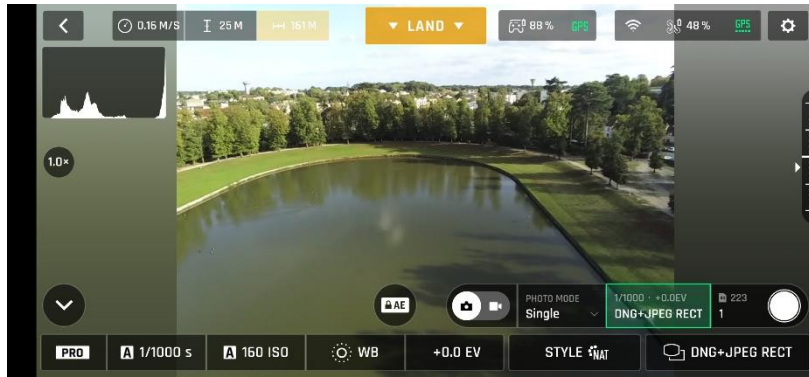 0.16 M/S
25 M
161 M
LAND
88 %
GPS
48 %
GPS
1.0×
AE
PHOTO MODE
Single
1/1000 · +0.0EV
DNG+JPEG RECT
223
1
PRO
A 1/1000 s
A 160 ISO
WB
+0.0 EV
STYLE NAT
DNG+JPEG RECT